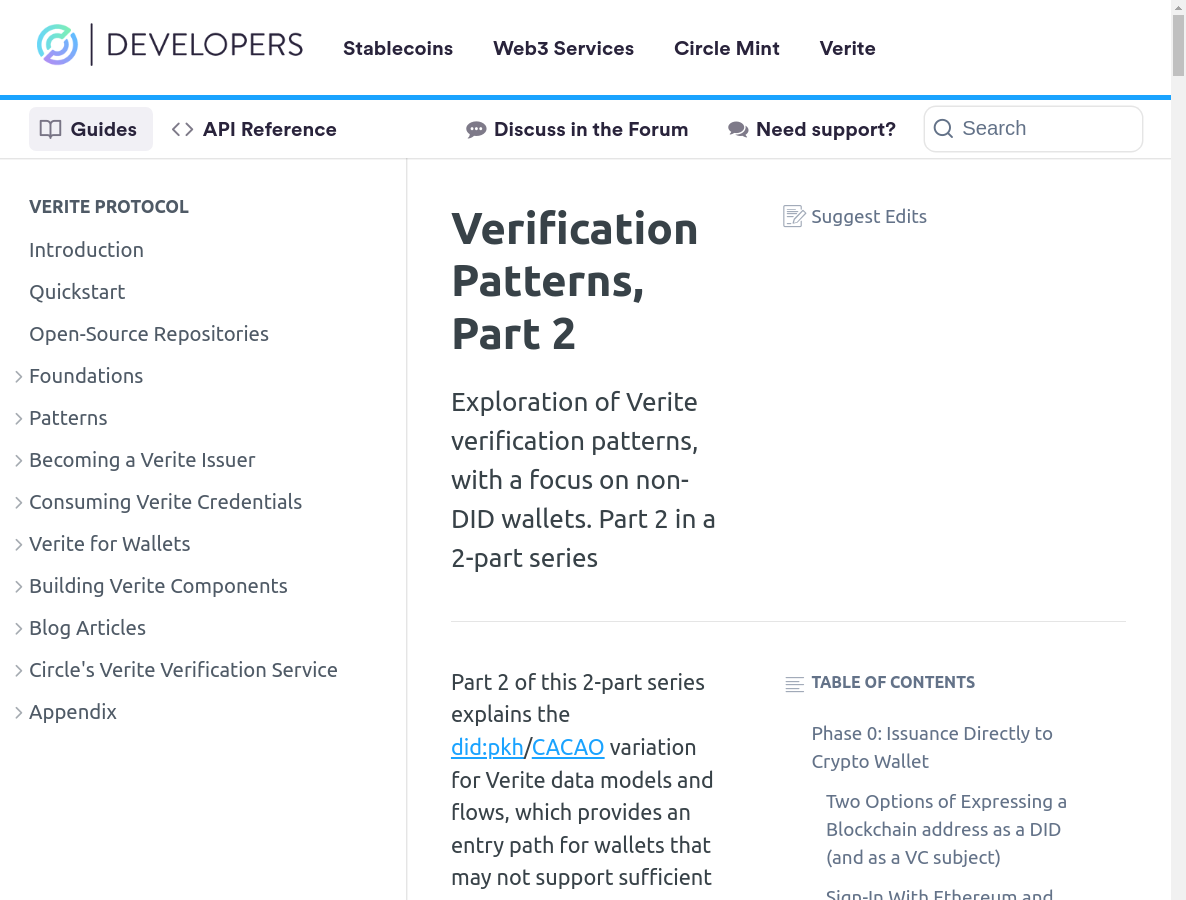 DEVELOPERS
Stablecoins
Web3 Services
Circle Mint
Verite
Guides
API Reference
Discuss in the Forum
Need support?
Search
VERITE PROTOCOL
Introduction
Quickstart
Open-Source Repositories
Foundations
Patterns
Becoming a Verite Issuer
Consuming Verite Credentials
Verite for Wallets
Building Verite Components
Blog Articles
Circle's Verite Verification Service
Appendix
Verification
Patterns,
Part 2
Suggest Edits
Exploration of Verite
verification patterns,
with a focus on non-
DID wallets. Part 2 in a
2-part series
Part 2 of this 2-part series
explains the
did:pkh/CACAO variation
for Verite data models and
flows, which provides an
entry path for wallets that
may not support sufficient
TABLE OF CONTENTS
Phase 0: Issuance Directly to
Crypto Wallet
Two Options of Expressing a
Blockchain address as a DID
(and as a VC subject)
Sign-In With Ethereum and